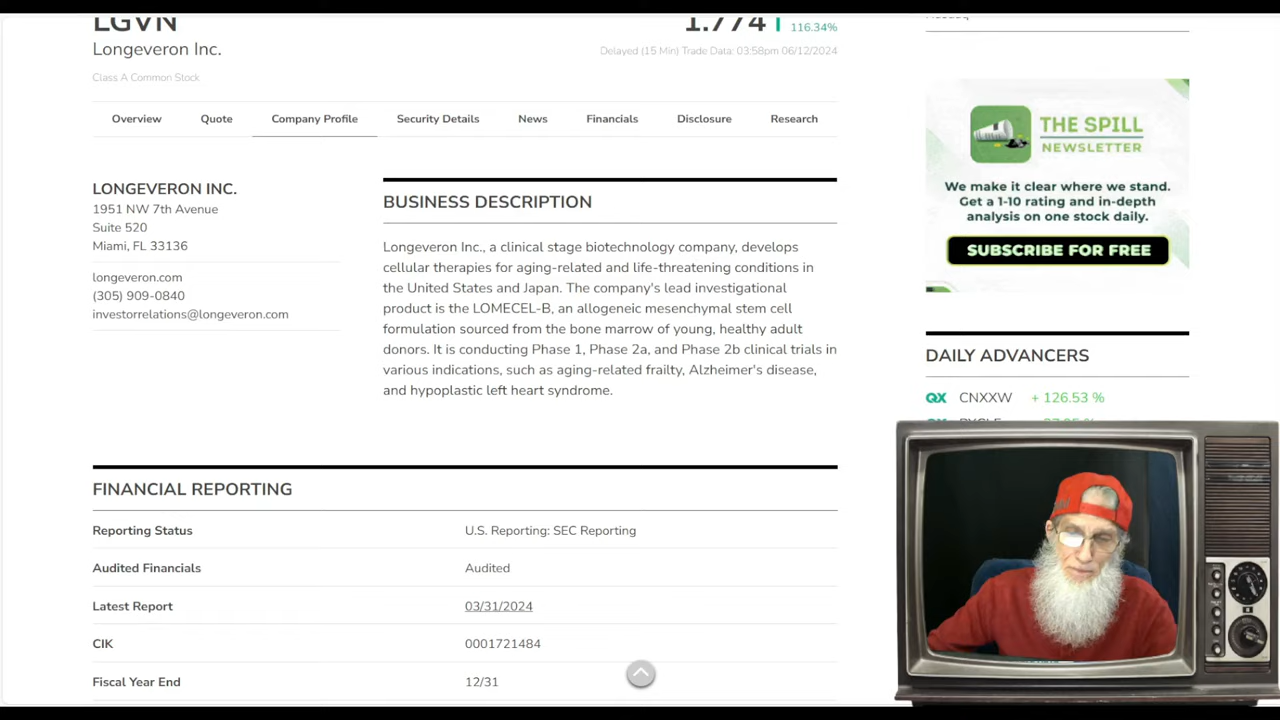 LGVN
1.774 116.34%
Longeveron Inc.
Delayed (15 Min) Trade Data: 03:58pm 06/12/2024
Class A Common Stock
Overview Quote Company Profile Security Details News Financials Disclosure Research
LONGEVERON INC.
1951 NW 7th Avenue
Suite 520
Miami, FL 33136
longeveron.com
(305) 909-0840
investorrelations@longeveron.com
BUSINESS DESCRIPTION
Longeveron Inc., a clinical stage biotechnology company, develops
cellular therapies for aging-related and life-threatening conditions in
the United States and Japan. The company's lead investigational
product is the LOMECEL-B, an allogeneic mesenchymal stem cell
formulation sourced from the bone marrow of young, healthy adult
donors. It is conducting Phase 1, Phase 2a, and Phase 2b clinical trials in
various indications, such as aging-related frailty, Alzheimer's disease,
and hypoplastic left heart syndrome.
FINANCIAL REPORTING
Reporting Status U.S. Reporting: SEC Reporting
Audited Financials Audited
Latest Report 03/31/2024
CIK 0001721484
Fiscal Year End 12/31
THE SPILL
NEWSLETTER
We make it clear where we stand.
Get a 1-10 rating and in-depth
analysis on one stock daily.
SUBSCRIBE FOR FREE
DAILY ADVANCERS
QX CNXXW + 126.53 %